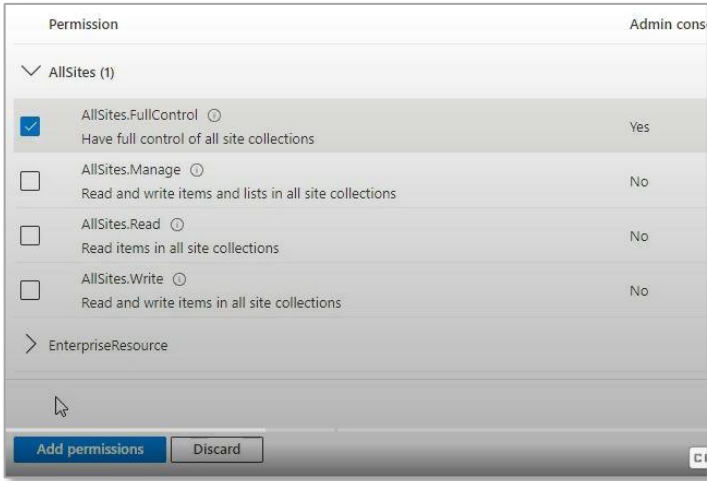 Permission Admin cons
AllSites (1)
AllSites.FullControl
Have full control of all site collections
Yes
AllSites.Manage
Read and write items and lists in all site collections
No
AllSites.Read
Read items in all site collections
No
AllSites.Write
Read and write items in all site collections
No
EnterpriseResource
Add permissions Discard